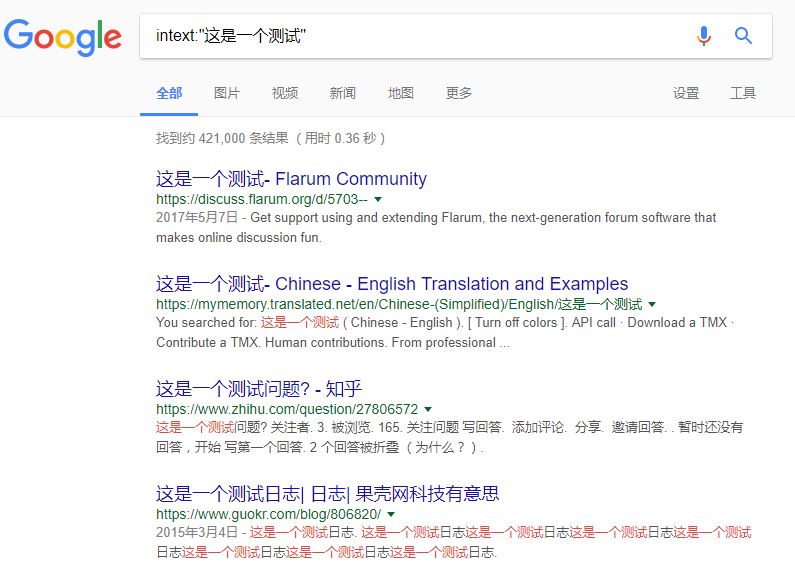 Google
intext:"这是一个测试"
全部 图片 视频 新闻 地图 更多 设置 工具
找到约 421,000 条结果 （用时 0.36 秒）
这是一个测试- Flarum Community
https://discuss.flarum.org/d/5703--
2017年5月7日 - Get support using and extending Flarum, the next-generation forum software that
makes online discussion fun.
这是一个测试- Chinese - English Translation and Examples
https://mymemory.translated.net/en/Chinese-(Simplified)/English/这是一个测试
You searched for: 这是一个测试 ( Chinese - English ). [ Turn off colors ]. API call · Download a TMX ·
Contribute a TMX. Human contributions. From professional ...
这是一个测试问题? - 知乎
https://www.zhihu.com/question/27806572
这是一个测试问题? 关注者. 3. 被浏览. 165. 关注问题 写回答. 添加评论. 分享. 邀请回答. . 暂时还没有
回答，开始 写第一个回答. 2 个回答被折叠 （为什么？）.
这是一个测试日志| 日志| 果壳网科技有意思
https://www.guokr.com/blog/806820/
2015年3月4日 - 这是一个测试日志. 这是一个测试日志这是一个测试日志这是一个测试日志这是一个测试
日志这是一个测试日志这是一个测试日志这是一个测试日志.